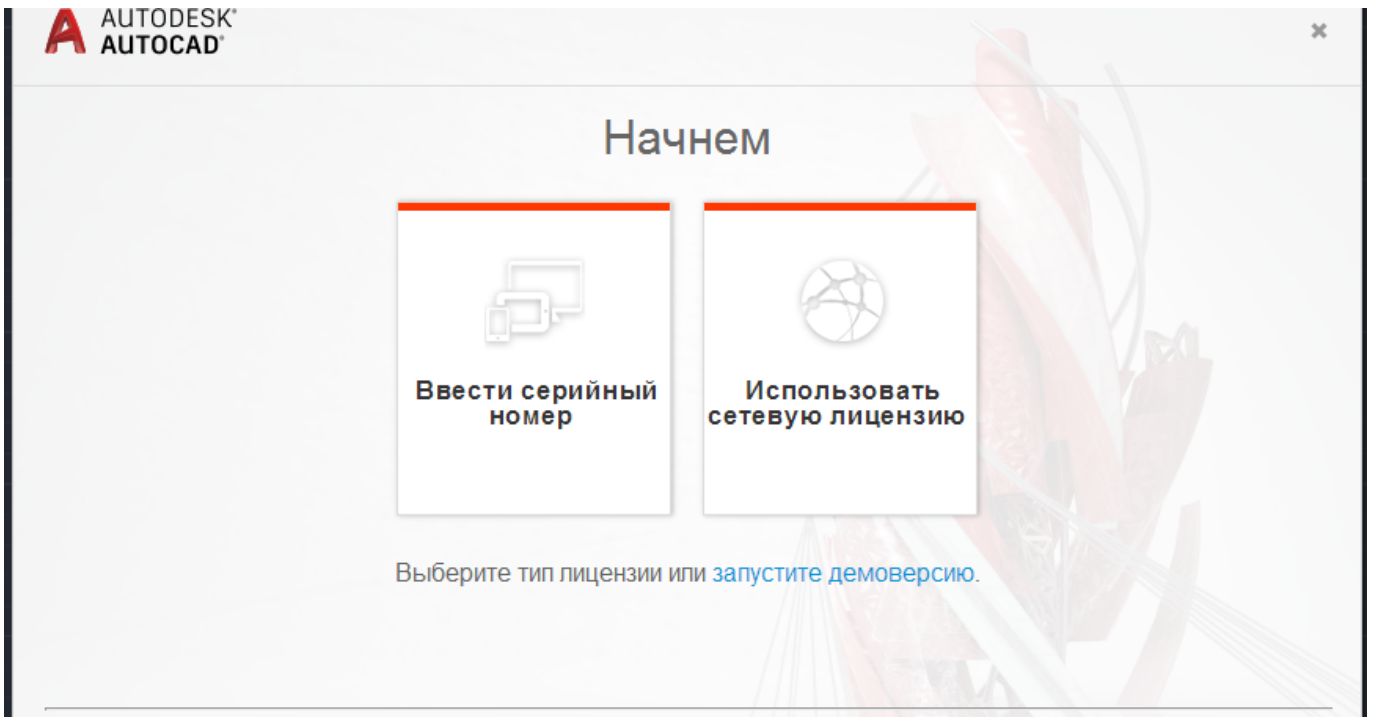 AUTODESK®
AUTOCAD®
Начнем
Ввести серийный
номер
Использовать
сетевую лицензию
Выберите тип лицензии или запустите демоверсию.